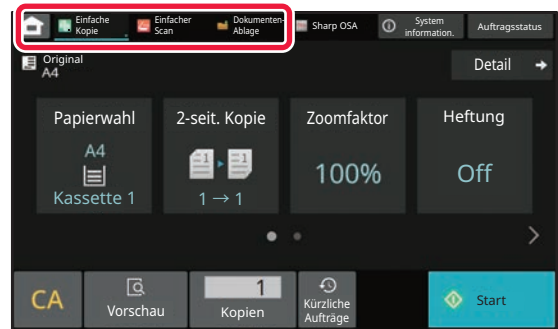 Einfache
Kopie
Einfacher
Scan
Dokumenten-
Ablage
Sharp OSA
System
information.
Auftragsstatus
Original
A4
Detail
Papierwahl
A4
Kassette 1
2-seit. Kopie
1 → 1
Zoomfaktor
100%
Heftung
Off
CA
Vorschau
1
Kopien
Kürzliche
Aufträge
Start